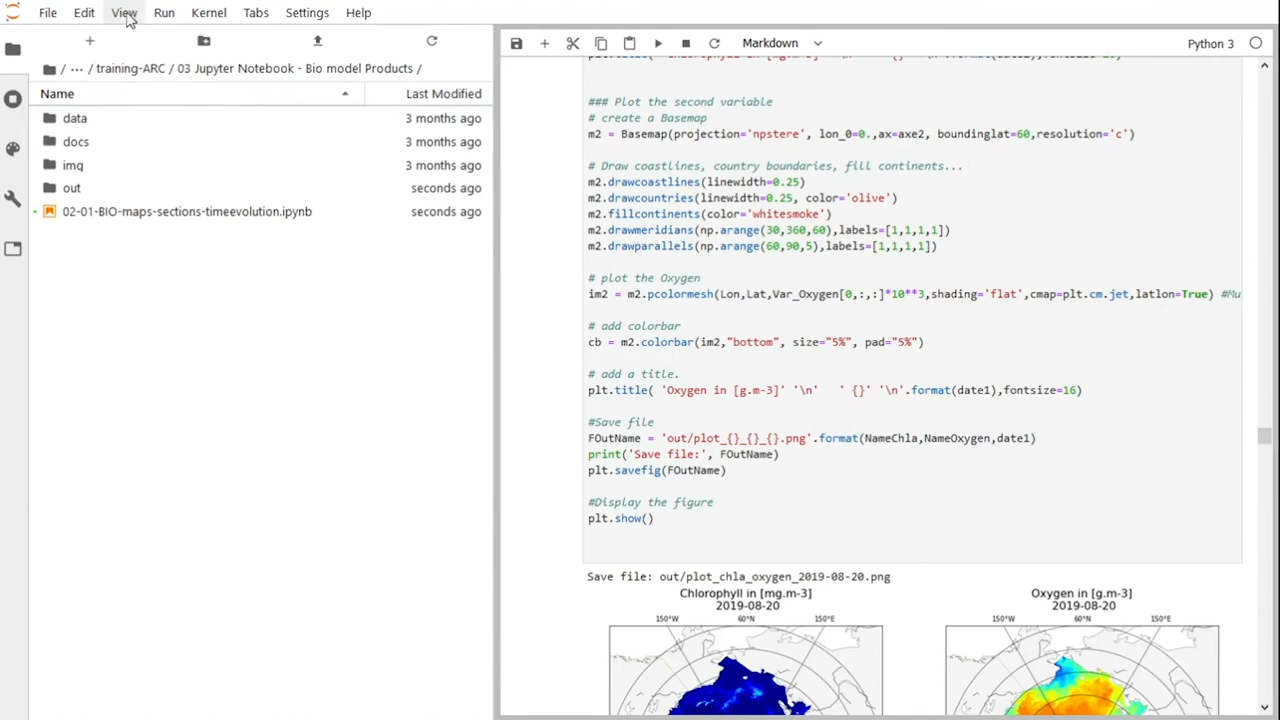 File Edit View Run Kernel Tabs Settings Help
Markdown
Python 3
/ ... / training-ARC / 03 Jupyter Notebook - Bio model Products /
Name Last Modified
data 3 months ago
docs 3 months ago
img 3 months ago
out seconds ago
02-01-BIO-maps-sections-timeevolution.ipynb seconds ago
### Plot the second variable
# create a Basemap
m2 = Basemap(projection='npstere', lon_0=0.,ax=axe2, boundinglat=60,resolution='c')
# Draw coastlines, country boundaries, fill continents...
m2.drawcoastlines(linewidth=0.25)
m2.drawcountries(linewidth=0.25, color='olive')
m2.fillcontinents(color='whitesmoke')
m2.drawmeridians(np.arange(30,360,60),labels=[1,1,1,1])
m2.drawparallels(np.arange(60,90,5),labels=[1,1,1,1])
# plot the Oxygen
im2 = m2.pcolormesh(Lon,Lat,Var_Oxygen[0,:,:]*10**3,shading='flat',cmap=plt.cm.jet,latlon=True) #Mu
# add colorbar
cb = m2.colorbar(im2,"bottom", size="5%", pad="5%")
# add a title.
plt.title( 'Oxygen in [g.m-3]' '\n'   ' {}' '\n'.format(date1),fontsize=16)
#Save file
FOutName = 'out/plot_{}_{}_{}.png'.format(NameChla,NameOxygen,date1)
print('Save file:', FOutName)
plt.savefig(FOutName)
#Display the figure
plt.show()
Save file: out/plot_chla_oxygen_2019-08-20.png
Chlorophyll in [mg.m-3] Oxygen in [g.m-3]
2019-08-20 2019-08-20
150°W 60°N 150°E 150°W 60°N 150°E